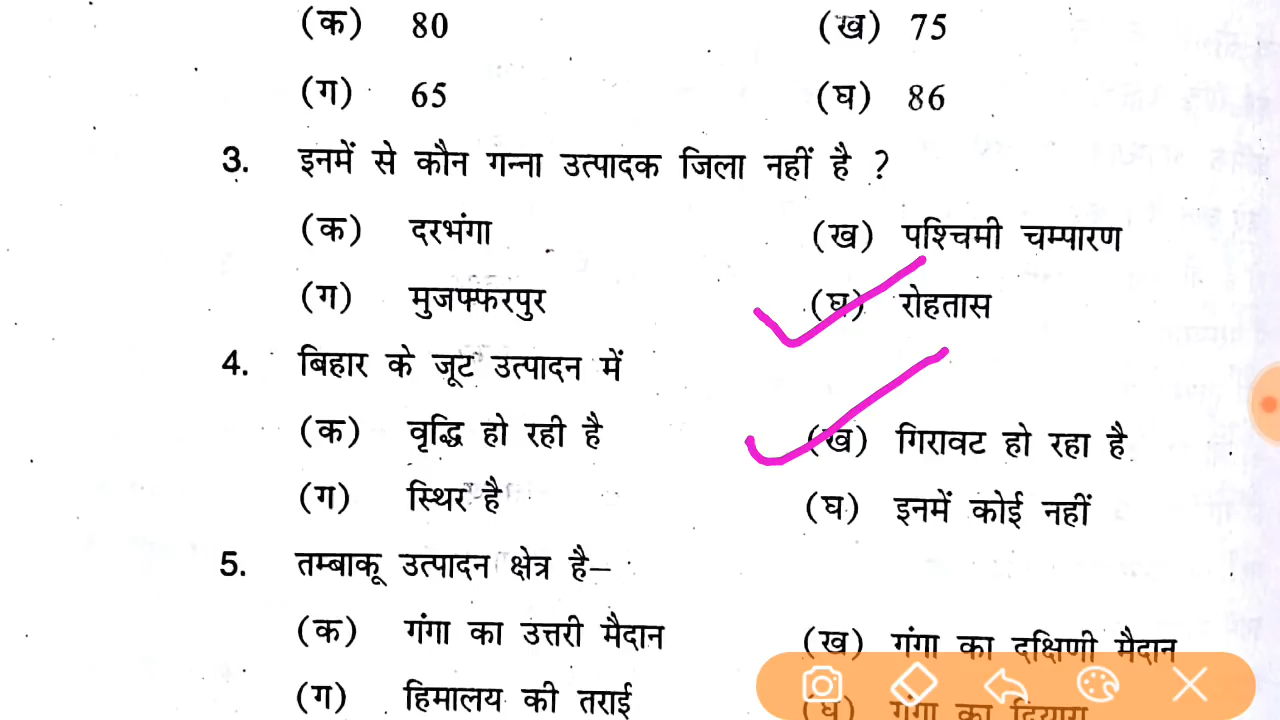 (क) 80 (ख) 75
(ग) 65 (घ) 86
3. इनमें से कौन गन्ना उत्पादक जिला नहीं है ?
(क) दरभंगा (ख) पश्चिमी चम्पारण
(ग) मुजफ्फरपुर (घ) रोहतास
4. बिहार के जूट उत्पादन में
(क) वृद्धि हो रही है (ख) गिरावट हो रहा है
(ग) स्थिर है (घ) इनमें कोई नहीं
5. तम्बाकू उत्पादन क्षेत्र है–
(क) गंगा का उत्तरी मैदान (ख) गंगा का दक्षिणी मैदान
(ग) हिमालय की तराई (घ) गंगा का दियारा